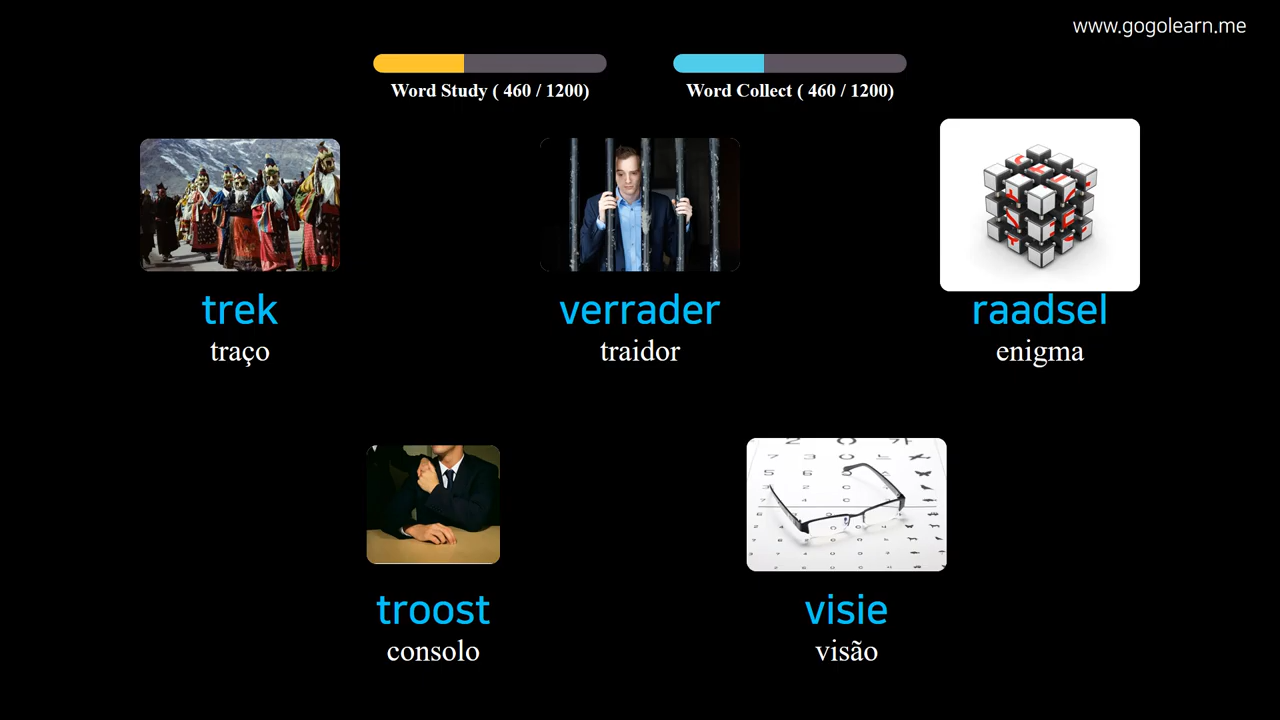 www.gogolearn.me
Word Study ( 460 / 1200)
Word Collect ( 460 / 1200)
trek
traço
verrader
traidor
raadsel
enigma
troost
consolo
visie
visão